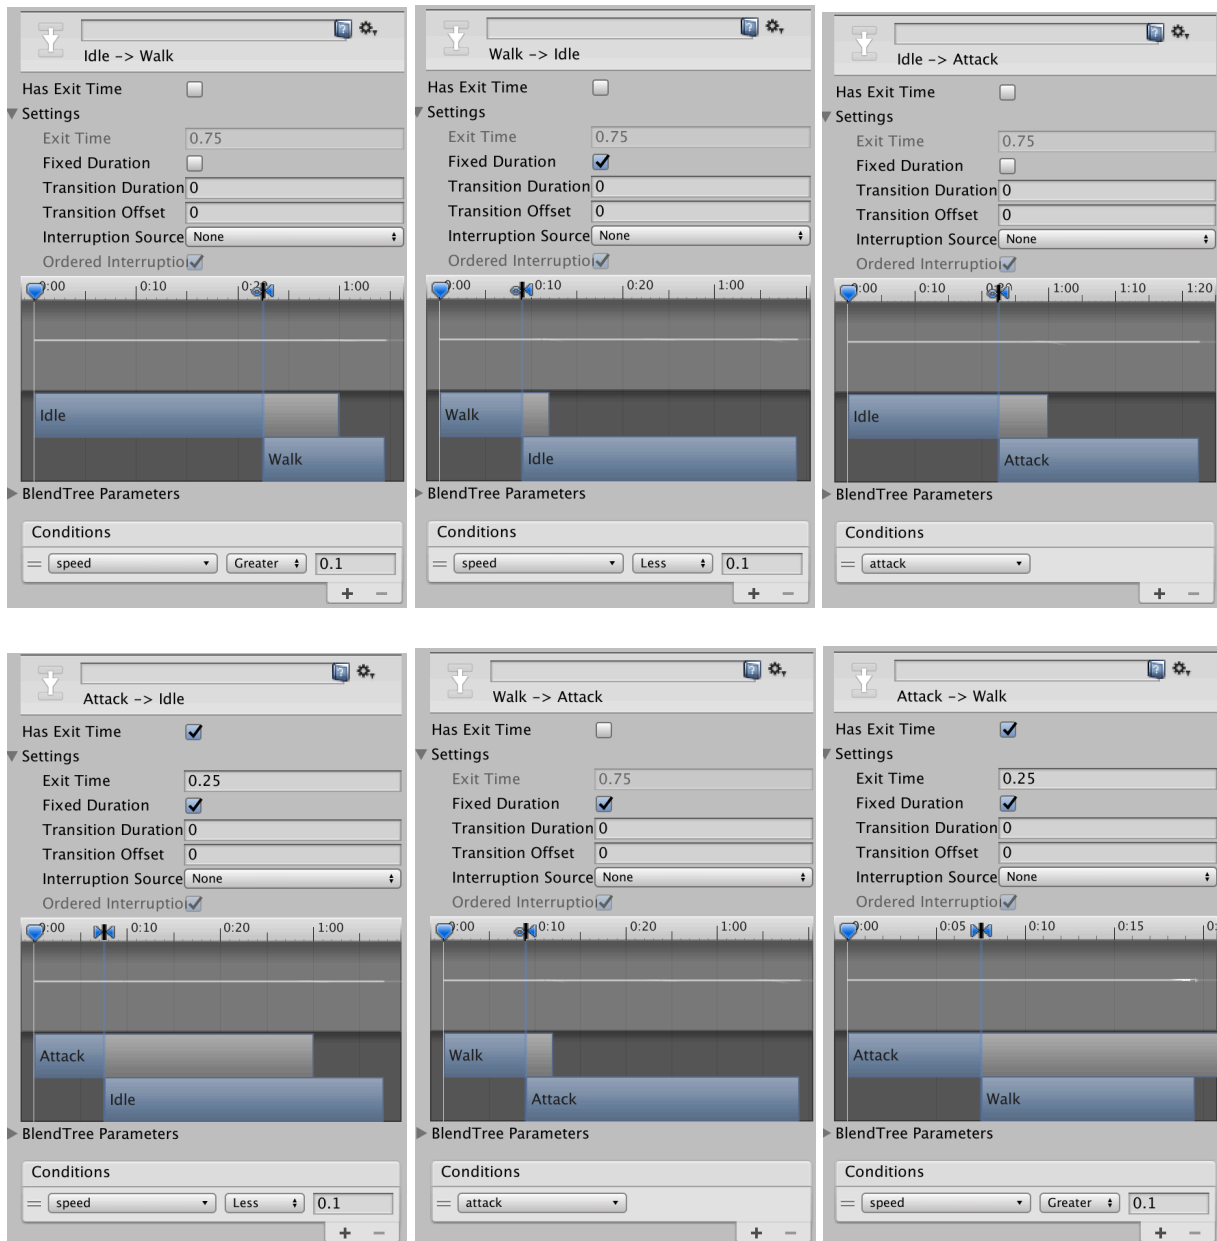 Idle -> Walk
Has Exit Time
Settings
Exit Time 0.75
Fixed Duration
Transition Duration 0
Transition Offset 0
Interruption Source None
Ordered Interruptio
0:00 0:10 0:20 1:00
Idle
Walk
BlendTree Parameters
Conditions
speed Greater 0.1
+ −
Walk -> Idle
Has Exit Time
Settings
Exit Time 0.75
Fixed Duration
Transition Duration 0
Transition Offset 0
Interruption Source None
Ordered Interruptio
0:00 0:10 0:20 1:00
Walk
Idle
BlendTree Parameters
Conditions
speed Less 0.1
+ −
Idle -> Attack
Has Exit Time
Settings
Exit Time 0.75
Fixed Duration
Transition Duration 0
Transition Offset 0
Interruption Source None
Ordered Interruptio
0:00 0:10 0:20 1:00 1:10 1:20
Idle
Attack
BlendTree Parameters
Conditions
attack
+ −
Attack -> Idle
Has Exit Time
Settings
Exit Time 0.25
Fixed Duration
Transition Duration 0
Transition Offset 0
Interruption Source None
Ordered Interruptio
0:00 0:10 0:20 1:00
Attack
Idle
BlendTree Parameters
Conditions
speed Less 0.1
+ −
Walk -> Attack
Has Exit Time
Settings
Exit Time 0.75
Fixed Duration
Transition Duration 0
Transition Offset 0
Interruption Source None
Ordered Interruptio
0:00 0:10 0:20 1:00
Walk
Attack
BlendTree Parameters
Conditions
attack
+ −
Attack -> Walk
Has Exit Time
Settings
Exit Time 0.25
Fixed Duration
Transition Duration 0
Transition Offset 0
Interruption Source None
Ordered Interruptio
0:00 0:05 0:10 0:15 0:
Attack
Walk
BlendTree Parameters
Conditions
speed Greater 0.1
+ −